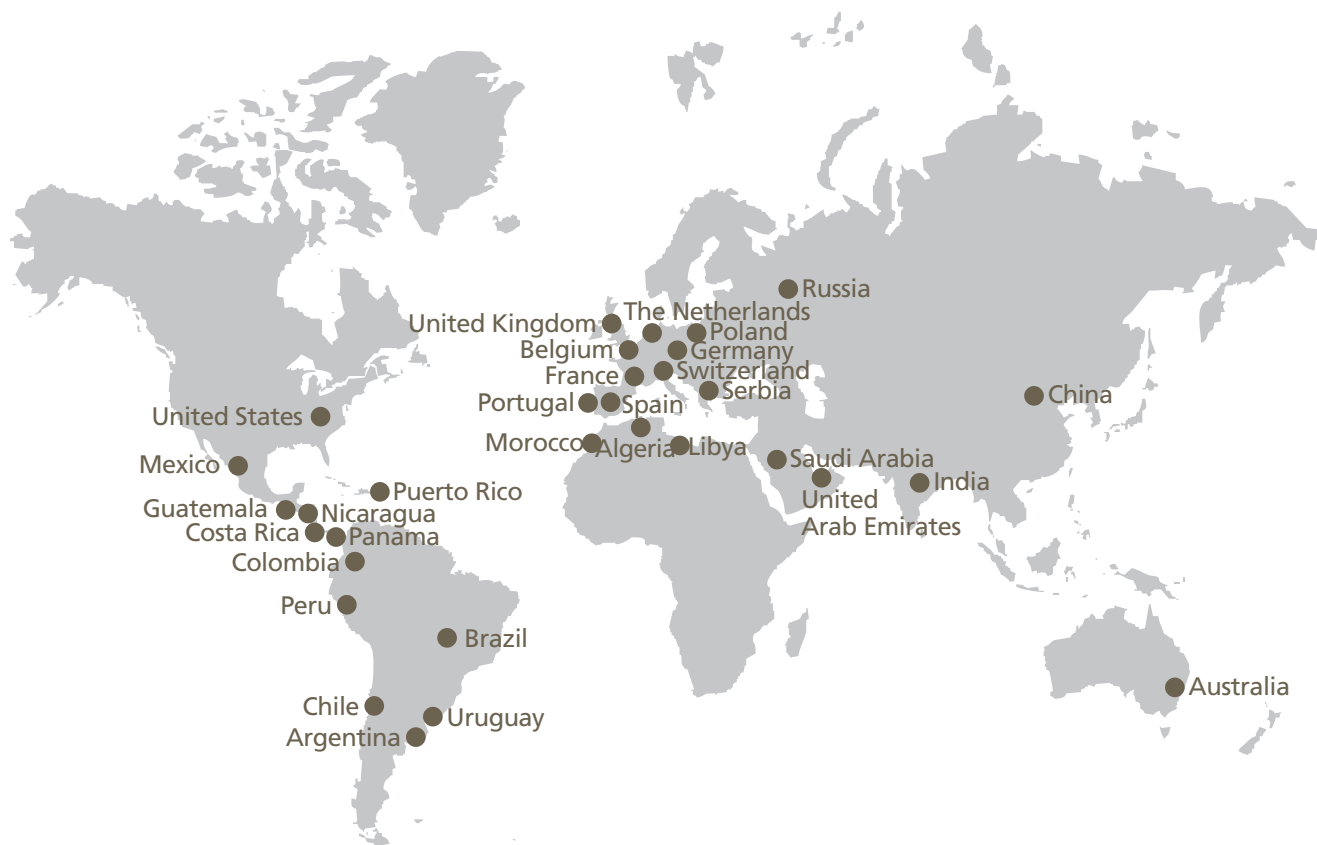 Russia
The Netherlands
United Kingdom
Poland
Belgium
Germany
Switzerland
France
Serbia
China
Portugal
Spain
United States
Morocco
Algeria
Libya
Saudi Arabia
Mexico
India
Puerto Rico
United
Arab Emirates
Guatemala
Nicaragua
Costa Rica
Panama
Colombia
Peru
Brazil
Australia
Chile
Uruguay
Argentina